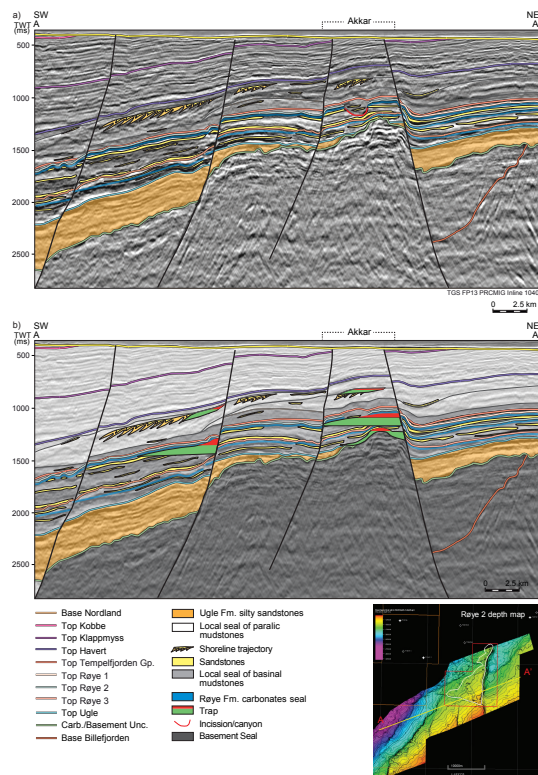 a)
SW
NE
A
Akkar
A'
TWT
(ms)
500
1000
1500
2000
2500
TGS FP13 PRCMIG Inline 1040
0 2.5 km
b)
SW
NE
A
Akkar
TWT
(ms)
500
1000
1500
2000
2500
0 2.5 km
Base Nordland
Top Kobbe
Top Klappmyss
Top Havert
Top Tempelfjorden Gp.
Top Røye 1
Top Røye 2
Top Røye 3
Top Ugle
Carb./Basement Unc.
Base Billefjorden
Ugle Fm. silty sandstones
Local seal of paralic
mudstones
Shoreline trajectory
Sandstones
Local seal of basinal
mudstones
Røye Fm. carbonates seal
Trap
Incission/canyon
Basement Seal
Røye 2 depth map
A'